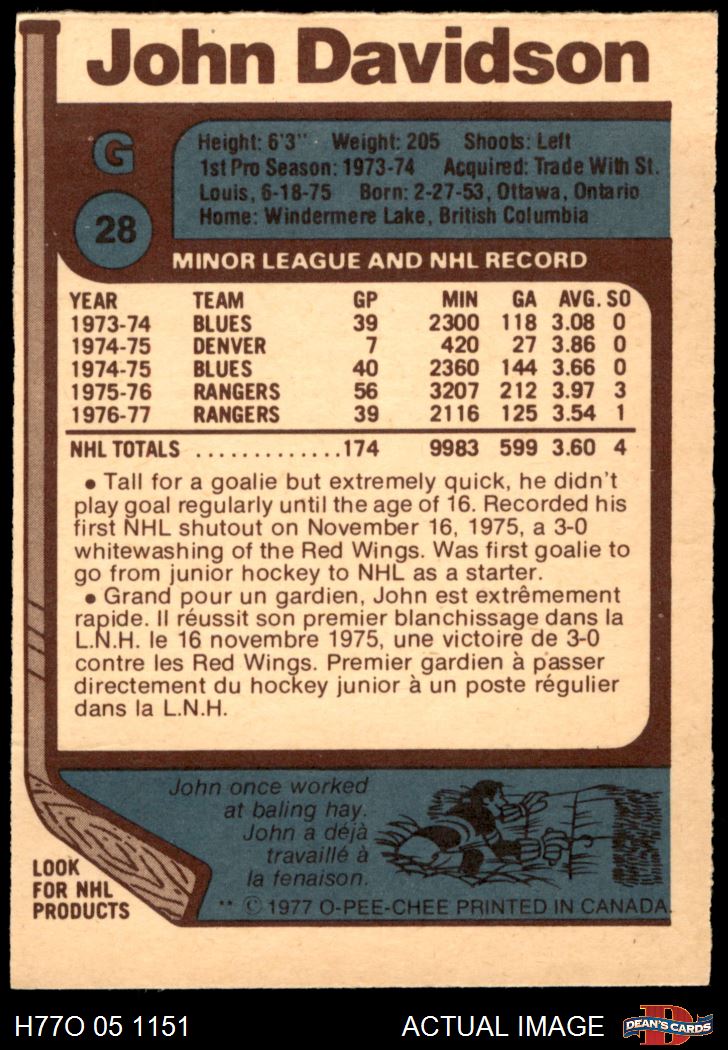 John Davidson
G
28
Height: 6'3" Weight: 205 Shoots: Left
1st Pro Season: 1973-74 Acquired: Trade With St.
Louis, 6-18-75 Born: 2-27-53, Ottawa, Ontario
Home: Windermere Lake, British Columbia
MINOR LEAGUE AND NHL RECORD
YEAR TEAM GP MIN GA AVG. SO
1973-74 BLUES 39 2300 118 3.08 0
1974-75 DENVER 7 420 27 3.86 0
1974-75 BLUES 40 2360 144 3.66 0
1975-76 RANGERS 56 3207 212 3.97 3
1976-77 RANGERS 39 2116 125 3.54 1
NHL TOTALS .............174 9983 599 3.60 4
• Tall for a goalie but extremely quick, he didn't
play goal regularly until the age of 16. Recorded his
first NHL shutout on November 16, 1975, a 3-0
whitewashing of the Red Wings. Was first goalie to
go from junior hockey to NHL as a starter.
• Grand pour un gardien, John est extrêmement
rapide. Il réussit son premier blanchissage dans la
L.N.H. le 16 novembre 1975, une victoire de 3-0
contre les Red Wings. Premier gardien à passer
directement du hockey junior à un poste régulier
dans la L.N.H.
John once worked
at baling hay.
John a déjà
travaillé à
la fenaison.
LOOK
FOR NHL
PRODUCTS
** © 1977 O-PEE-CHEE PRINTED IN CANADA.
H77O 05 1151 ACTUAL IMAGE
D
DEAN'S CARDS